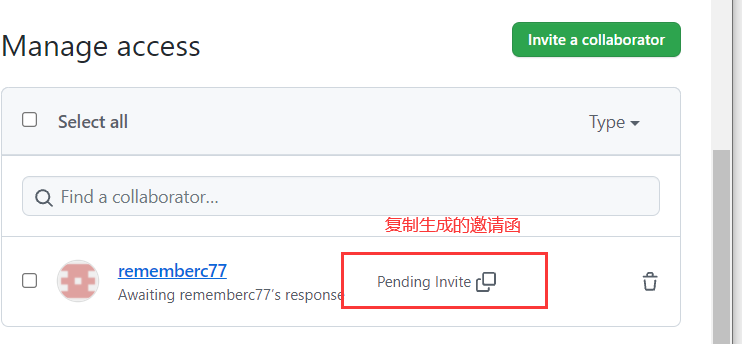 Manage access
Invite a collaborator
Select all
Type
Find a collaborator...
复制生成的邀请函
rememberc77
Pending Invite
Awaiting rememberc77's response